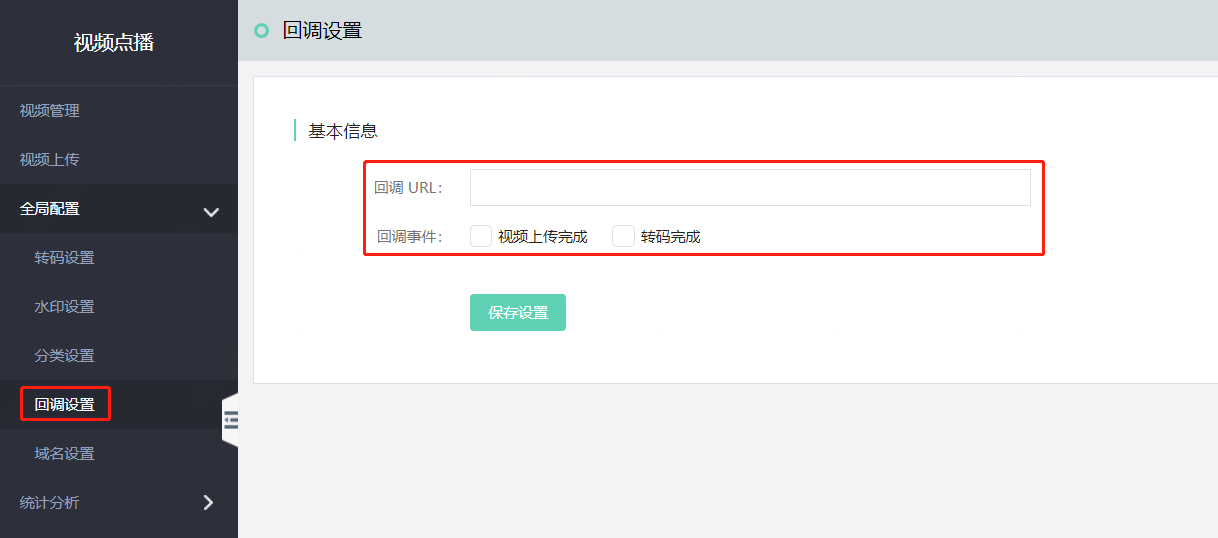 视频点播
视频管理
视频上传
全局配置
转码设置
水印设置
分类设置
回调设置
域名设置
统计分析
回调设置
基本信息
回调 URL：
回调事件： 视频上传完成 转码完成
保存设置